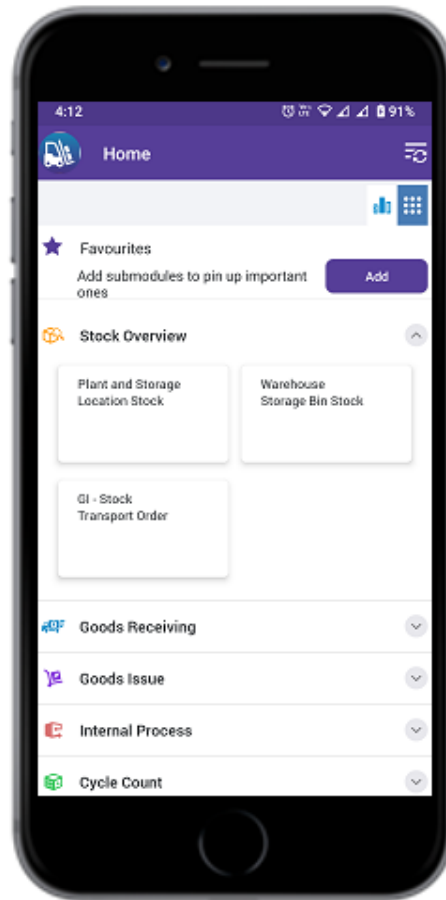 4:12
91%
Home
Favourites
Add submodules to pin up important
ones
Add
Stock Overview
Plant and Storage
Location Stock
Warehouse
Storage Bin Stock
GI - Stock
Transport Order
Goods Receiving
Goods Issue
Internal Process
Cycle Count